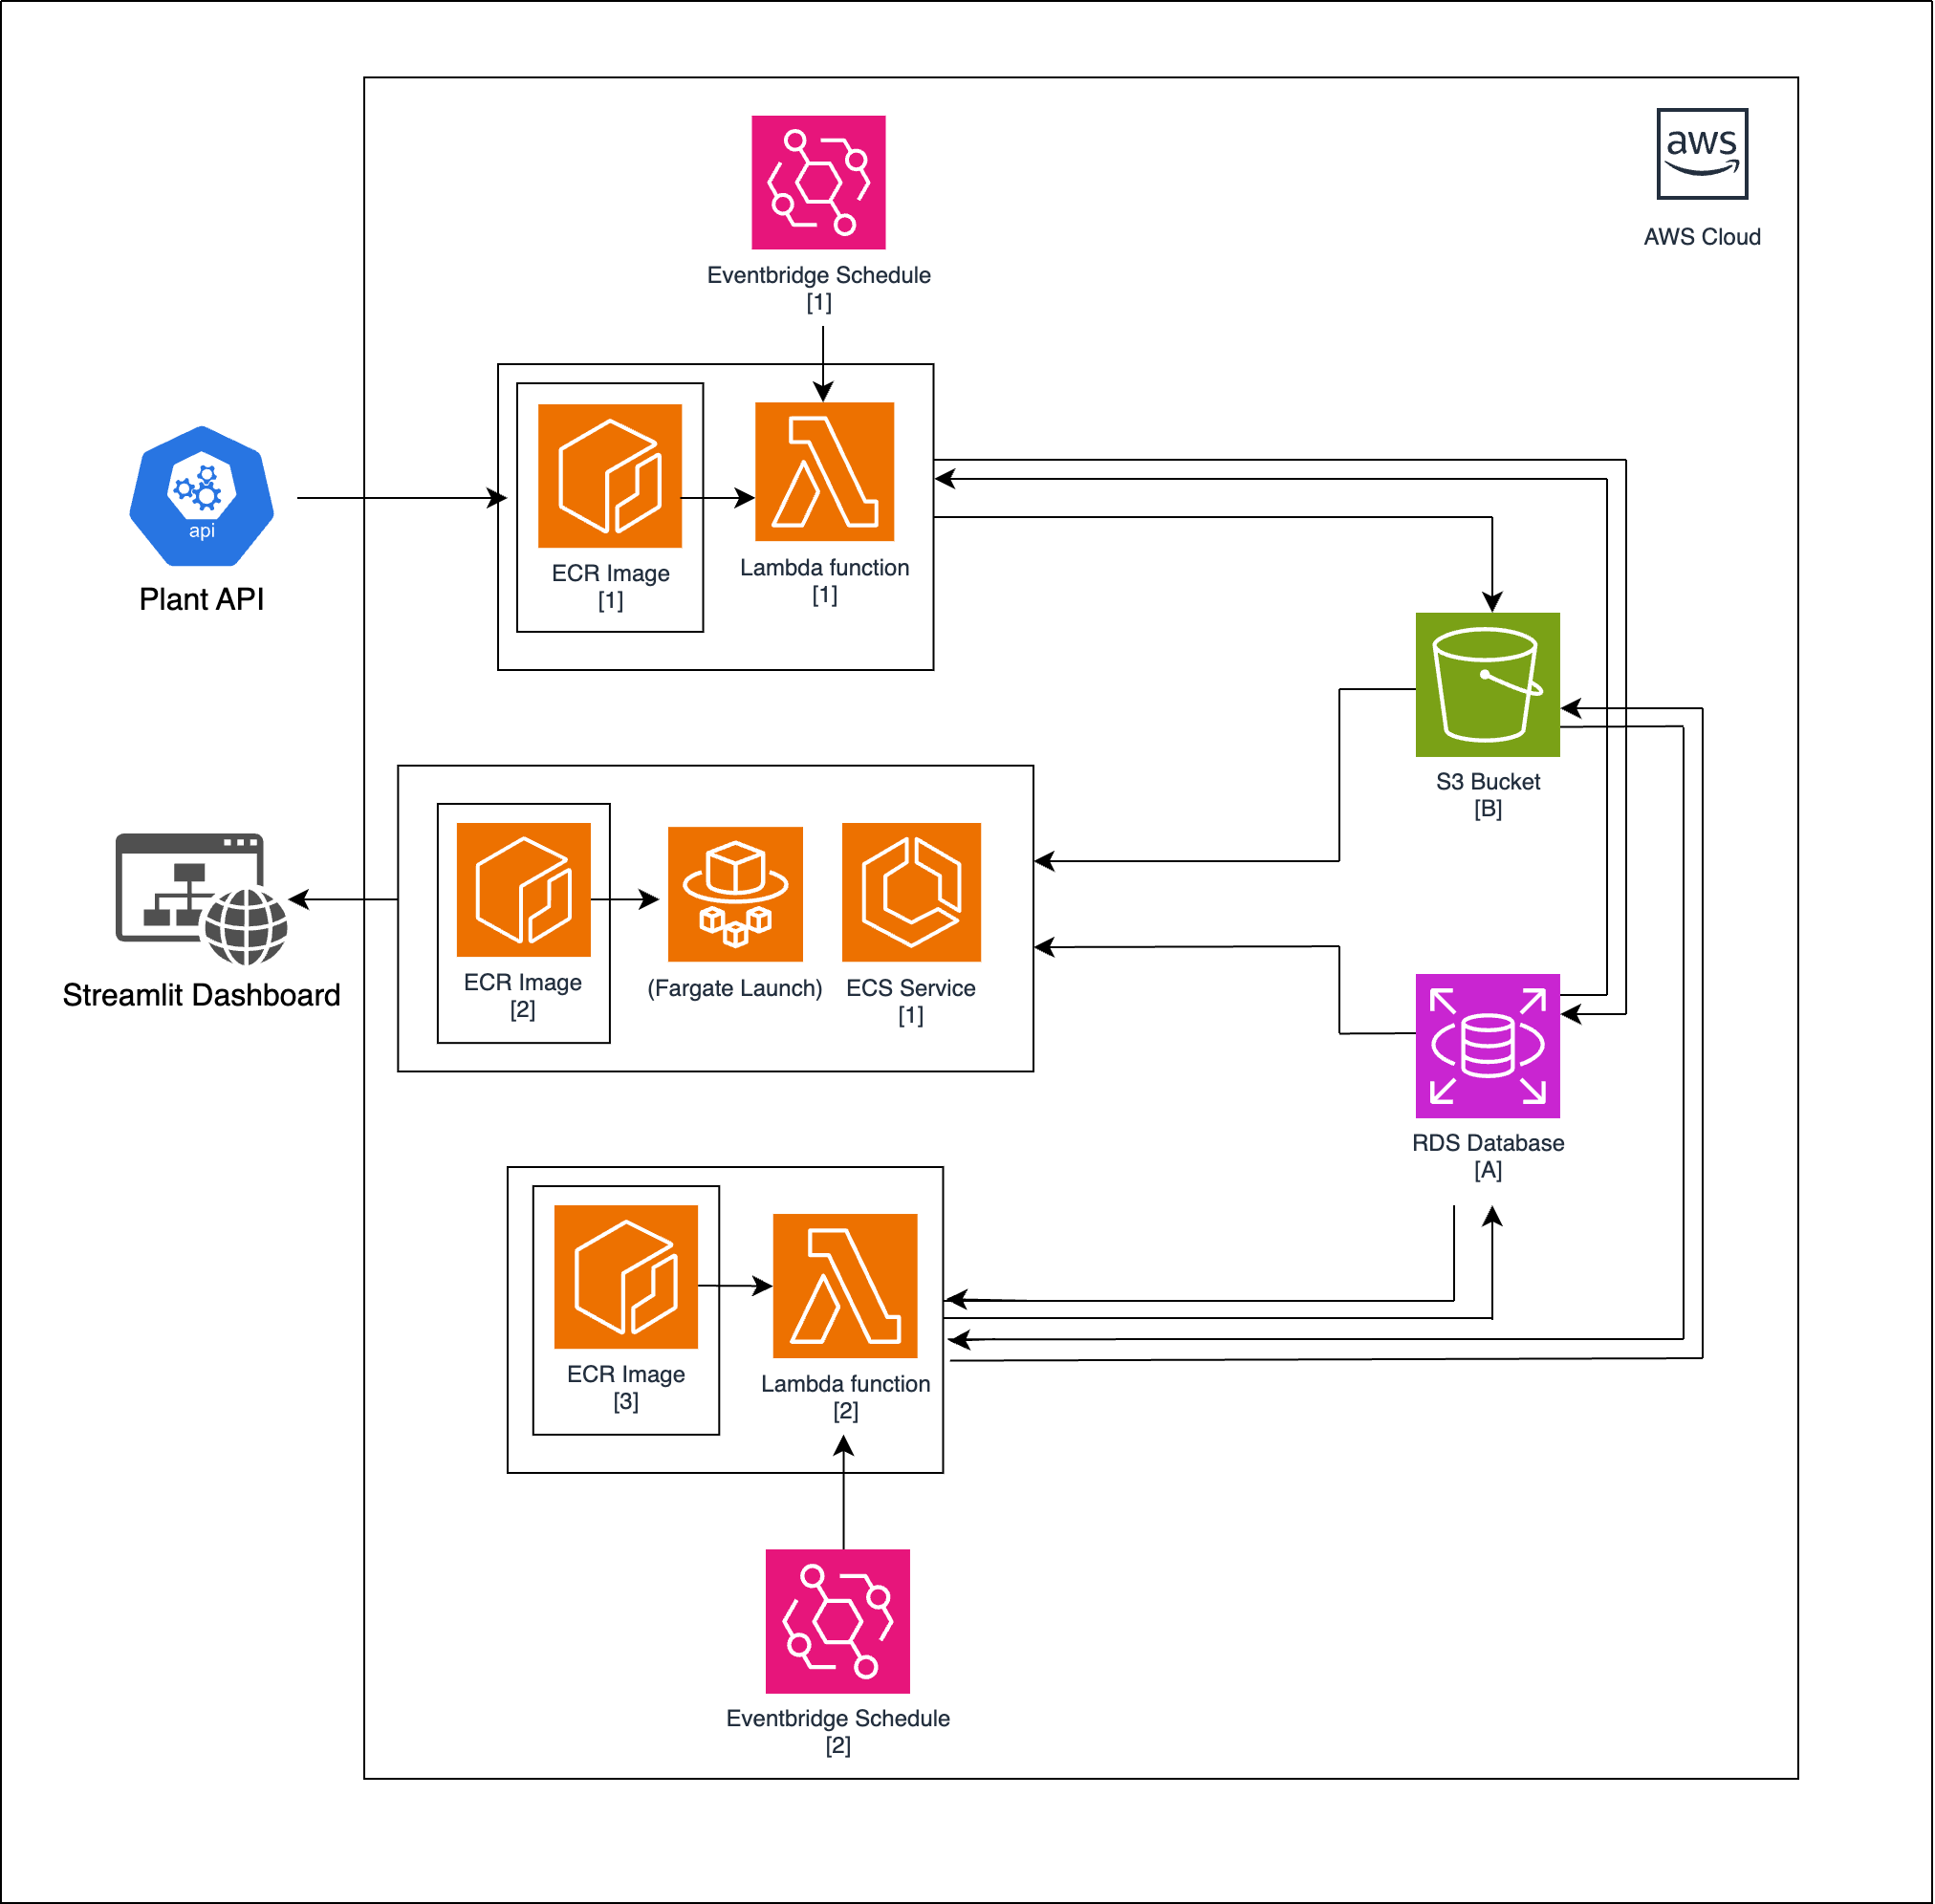 aws
AWS Cloud
Eventbridge Schedule
[1]
api
Plant API
ECR Image
[1]
Lambda function
[1]
S3 Bucket
[B]
Streamlit Dashboard
ECR Image
[2]
(Fargate Launch)
ECS Service
[1]
RDS Database
[A]
ECR Image
[3]
Lambda function
[2]
Eventbridge Schedule
[2]